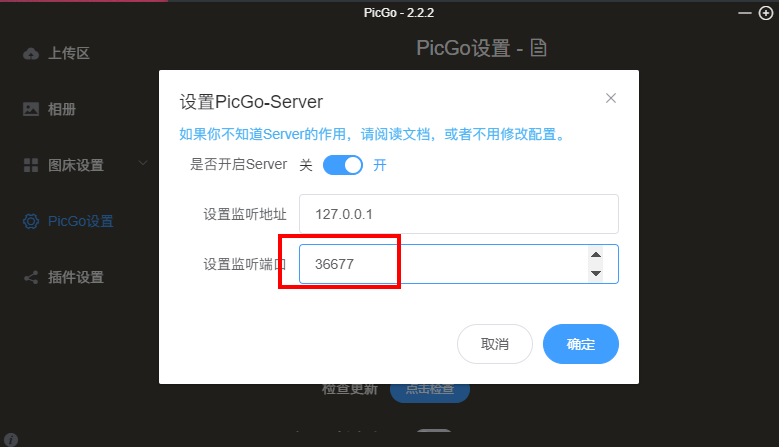 PicGo - 2.2.2
上传区
PicGo设置 -
相册
图床设置
PicGo设置
插件设置
设置PicGo-Server
如果你不知道Server的作用，请阅读文档，或者不用修改配置。
是否开启Server 关 开
设置监听地址 127.0.0.1
设置监听端口 36677
取消 确定
检查更新 点击检查